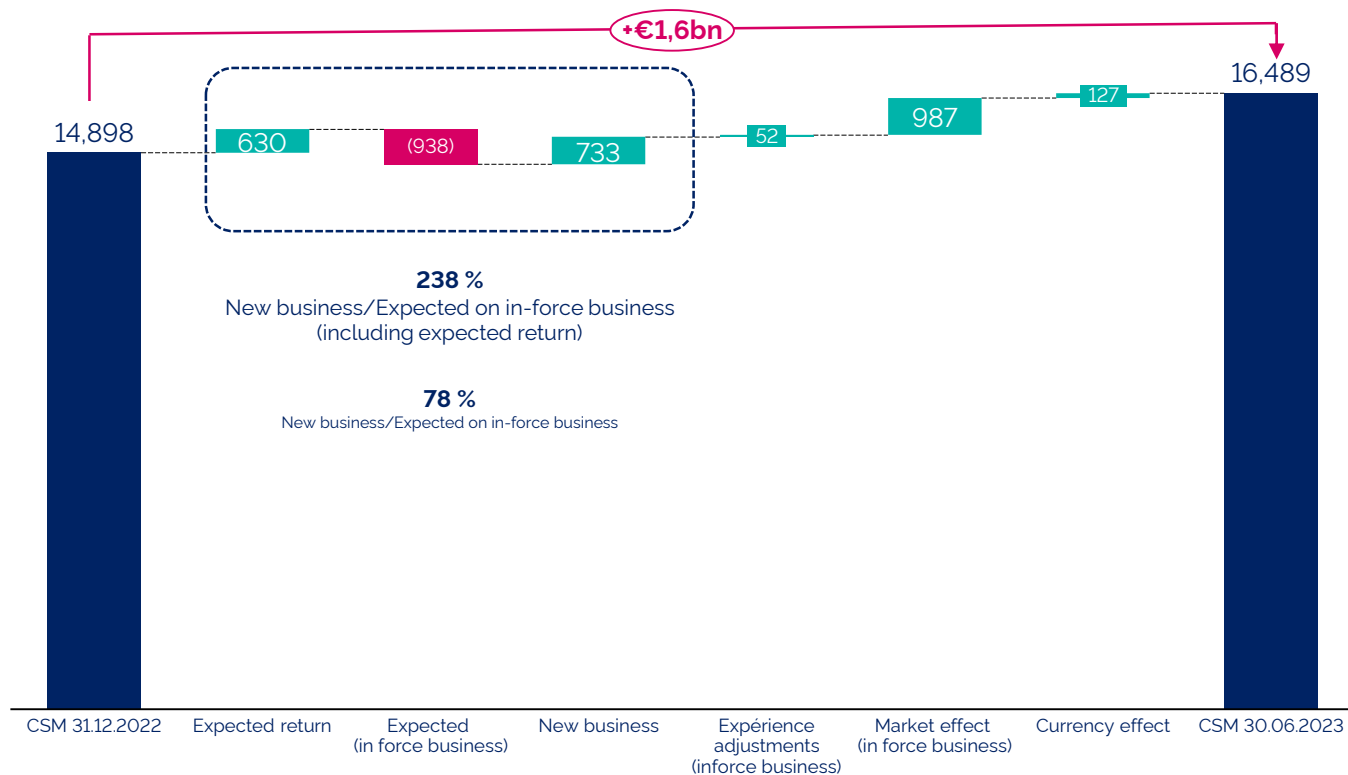 +€1,6bn
16,489
14,898
630
(938)
733
52
987
127
238 %
New business/Expected on in-force business
(including expected return)
78 %
New business/Expected on in-force business
CSM 31.12.2022
Expected return
Expected
(in force business)
New business
Expérience
adjustments
(inforce business)
Market effect
(in force business)
Currency effect
CSM 30.06.2023